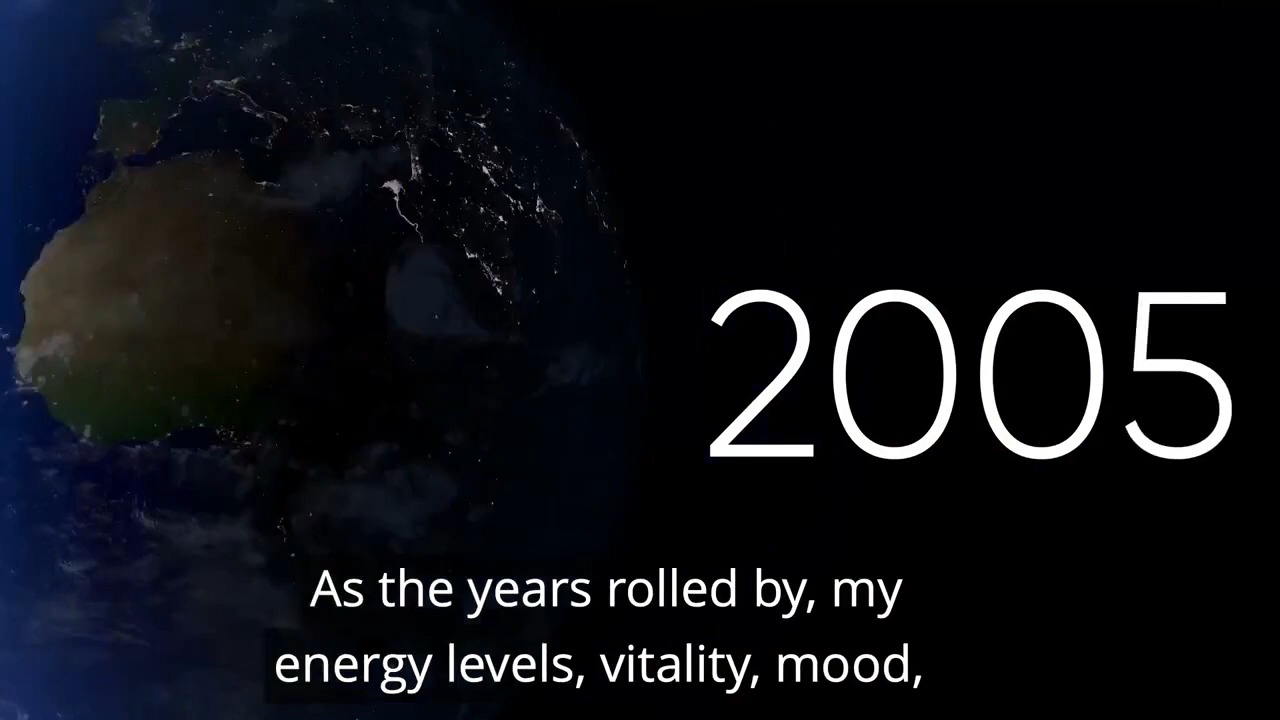 2005
As the years rolled by, my
energy levels, vitality, mood,